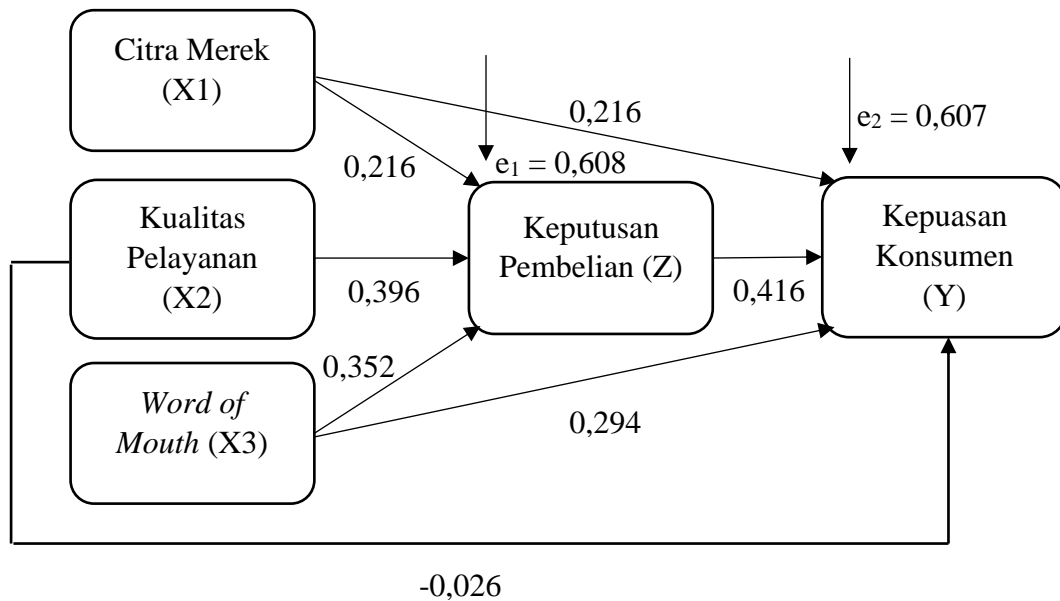 Citra Merek
(X1)
0,216
e₂ = 0,607
0,216
e₁ = 0,608
Kualitas
Pelayanan
(X2)
Keputusan
Pembelian (Z)
Kepuasan
Konsumen
(Y)
0,396
0,416
0,352
Word of
Mouth (X3)
0,294
-0,026